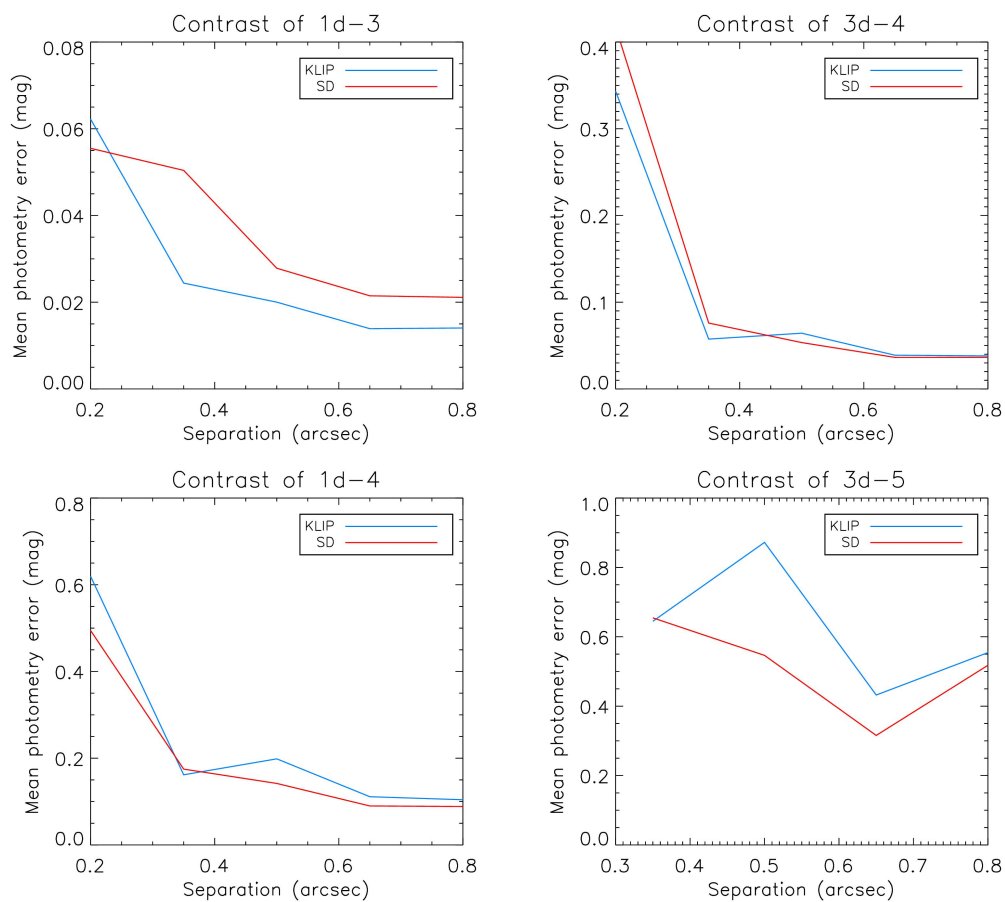 Contrast of 1d−3
Mean photometry error (mag)
0.08
0.06
0.04
0.02
0.00
KLIP
SD
0.2 0.4 0.6 0.8
Separation (arcsec)
Contrast of 3d−4
Mean photometry error (mag)
0.4
0.3
0.2
0.1
0.0
KLIP
SD
0.2 0.4 0.6 0.8
Separation (arcsec)
Contrast of 1d−4
Mean photometry error (mag)
0.8
0.6
0.4
0.2
0.0
KLIP
SD
0.2 0.4 0.6 0.8
Separation (arcsec)
Contrast of 3d−5
Mean photometry error (mag)
1.0
0.8
0.6
0.4
0.2
0.0
KLIP
SD
0.3 0.4 0.5 0.6 0.7 0.8
Separation (arcsec)